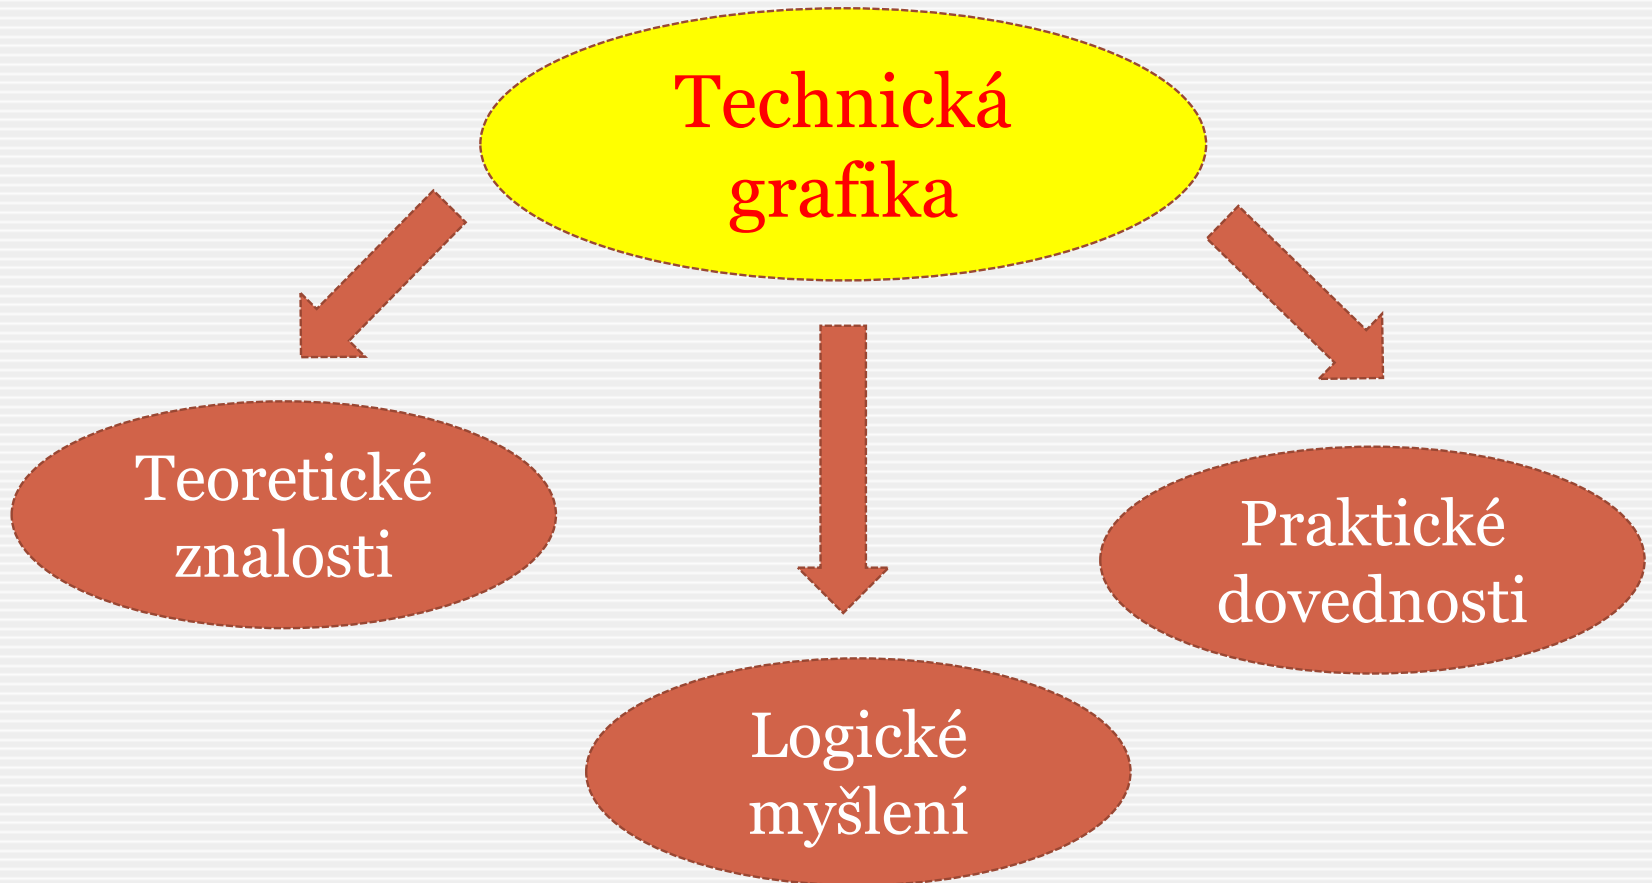 Technická
grafika
Teoretické
znalosti
Praktické
dovednosti
Logické
myšlení